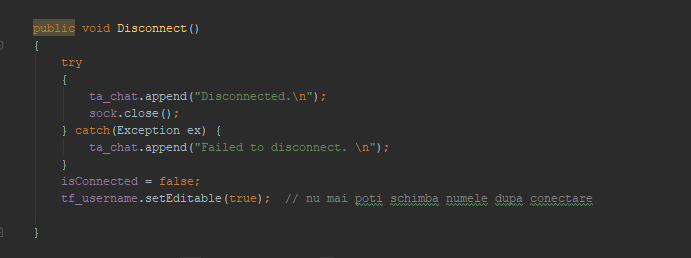 public void Disconnect()
{
try
{
ta_chat.append("Disconnected.\n");
sock.close();
} catch(Exception ex) {
ta_chat.append("Failed to disconnect. \n");
}
isConnected = false;
tf_username.setEditable(true);  // nu mai poti schimba numele dupa conectare
}